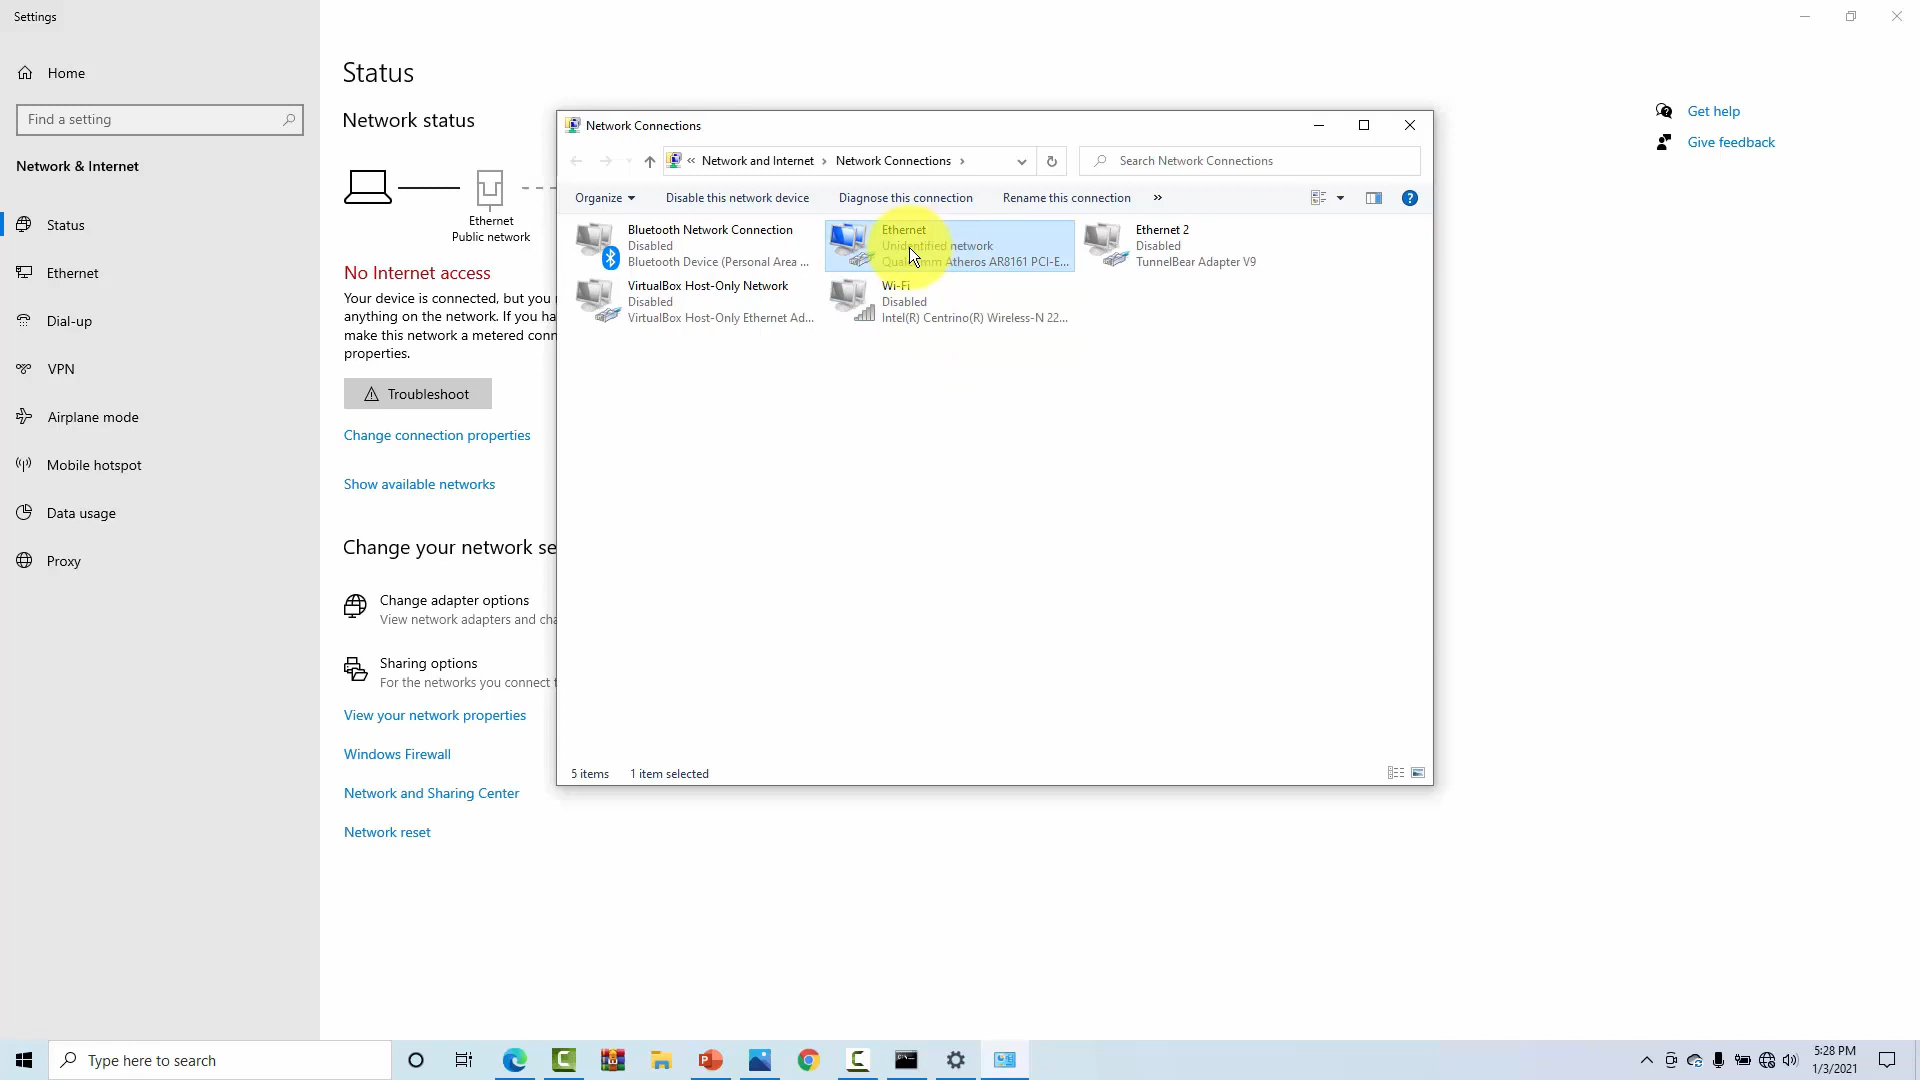 Settings
Home
Find a setting
Network & Internet
Status
Ethernet
Dial-up
VPN
Airplane mode
Mobile hotspot
Data usage
Proxy
Status
Network status
Ethernet
Public network
No Internet access
Your device is connected, but you
anything on the network. If you ha
make this network a metered conn
properties.
Troubleshoot
Change connection properties
Show available networks
Change your network se
Change adapter options
View network adapters and cha
Sharing options
For the networks you connect t
View your network properties
Windows Firewall
Network and Sharing Center
Network reset
Get help
Give feedback
Network Connections
« Network and Internet › Network Connections ›
Search Network Connections
Organize
Disable this network device
Diagnose this connection
Rename this connection
»
Bluetooth Network Connection
Disabled
Bluetooth Device (Personal Area ...
Ethernet
Unidentified network
Qualcomm Atheros AR8161 PCI-E...
Ethernet 2
Disabled
TunnelBear Adapter V9
VirtualBox Host-Only Network
Disabled
VirtualBox Host-Only Ethernet Ad...
Wi-Fi
Disabled
Intel(R) Centrino(R) Wireless-N 22...
5 items
1 item selected
Type here to search
5:28 PM
1/3/2021